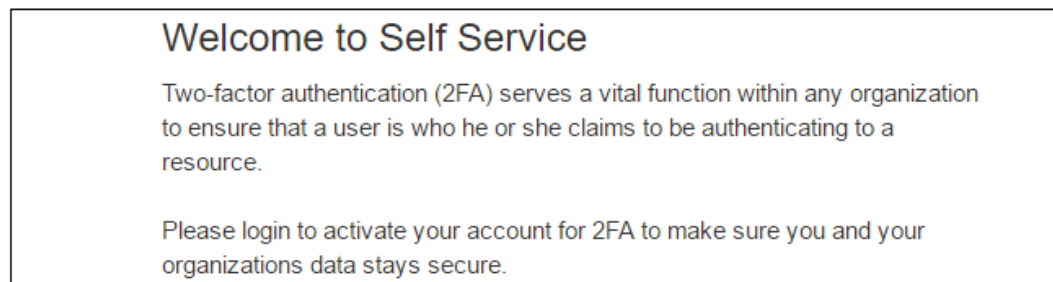 Welcome to Self Service
Two-factor authentication (2FA) serves a vital function within any organization
to ensure that a user is who he or she claims to be authenticating to a
resource.
Please login to activate your account for 2FA to make sure you and your
organizations data stays secure.